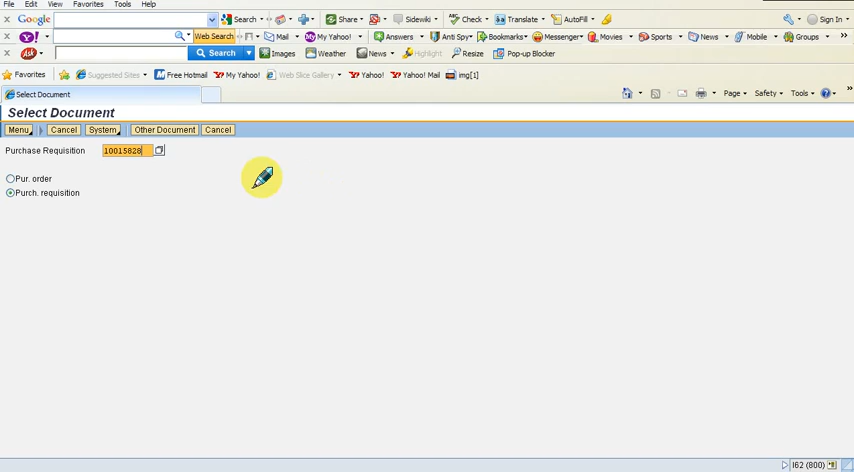 File Edit View Favorites Tools Help
Google Search Share Sidewiki Check Translate AutoFill Sign In
Y! Web Search Mail My Yahoo! Answers Anti Spy Bookmarks Messenger Movies Sports News Mobile Groups
Ask Search Images Weather News Highlight Resize Pop-up Blocker
Favorites Suggested Sites Free Hotmail My Yahoo! Web Slice Gallery Yahoo! Yahoo! Mail img[1]
Select Document Page Safety Tools
Select Document
Menu Cancel System Other Document Cancel
Purchase Requisition 10015828
Pur. order
Purch. requisition
I62 (800)